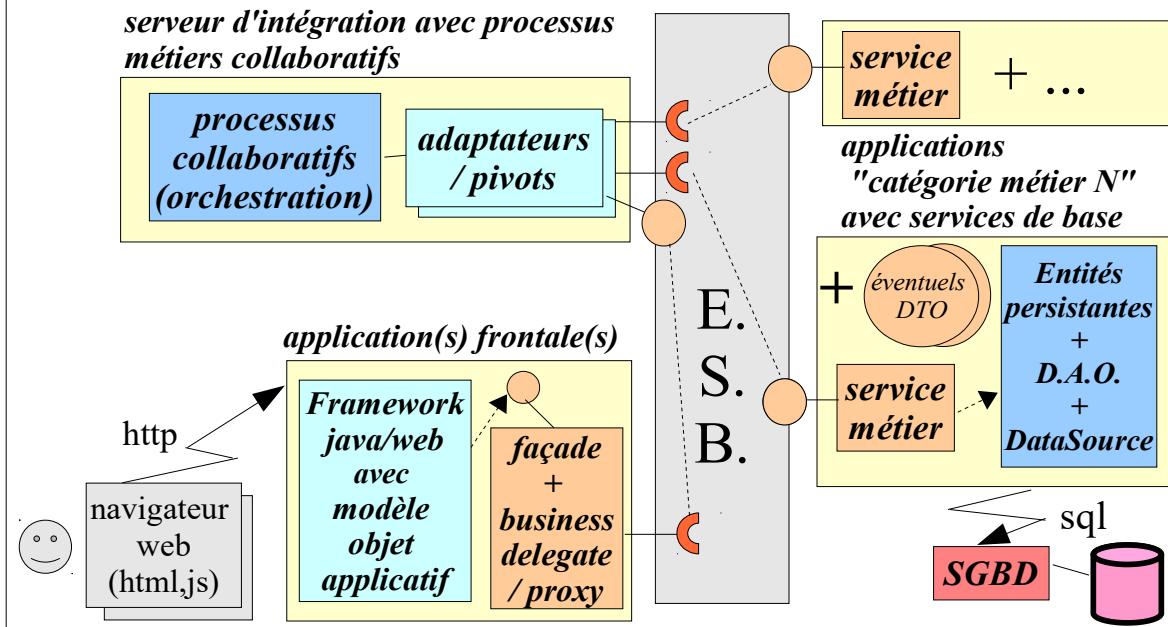 serveur d'intégration avec processus
métiers collaboratifs
processus
collaboratifs
(orchestration)
adaptateurs
/ pivots
service
métier
+ ...
applications
"catégorie métier N"
avec services de base
+
éventuels
DTO
Entités
persistantes
+
D.A.O.
+
DataSource
service
métier
E.
S.
B.
application(s) frontale(s)
http
Framework
java/web
avec
modèle
objet
applicatif
façade
+
business
delegate
/ proxy
navigateur
web
(html,js)
sql
SGBD